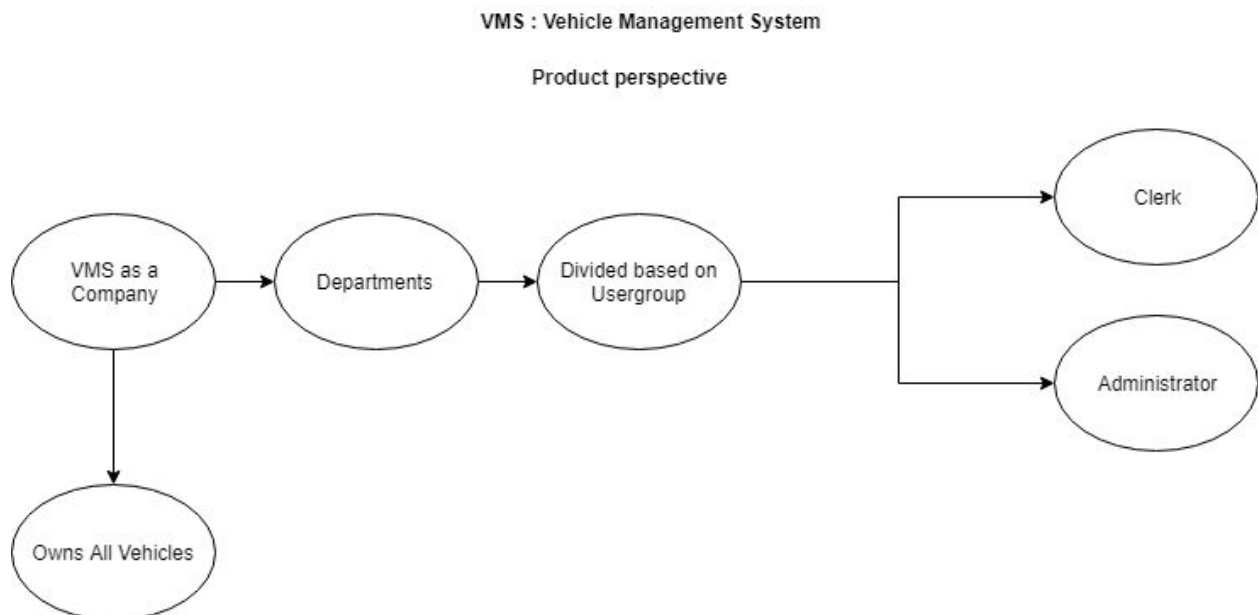 VMS : Vehicle Management System
Product perspective
Clerk
VMS as a
Company
Departments
Divided based on
Usergroup
Administrator
Owns All Vehicles